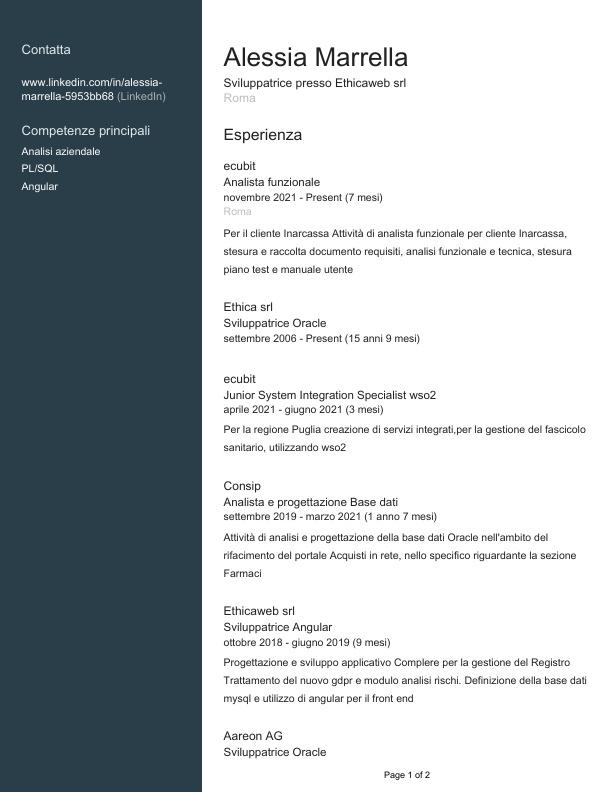 Contatta
www.linkedin.com/in/alessia-
marrella-5953bb68 (LinkedIn)
Competenze principali
Analisi aziendale
PL/SQL
Angular
Alessia Marrella
Sviluppatrice presso Ethicaweb srl
Roma
Esperienza
ecubit
Analista funzionale
novembre 2021 - Present (7 mesi)
Roma
Per il cliente Inarcassa Attività di analista funzionale per cliente Inarcassa,
stesura e raccolta documento requisiti, analisi funzionale e tecnica, stesura
piano test e manuale utente
Ethica srl
Sviluppatrice Oracle
settembre 2006 - Present (15 anni 9 mesi)
ecubit
Junior System Integration Specialist wso2
aprile 2021 - giugno 2021 (3 mesi)
Per la regione Puglia creazione di servizi integrati,per la gestione del fascicolo
sanitario, utilizzando wso2
Consip
Analista e progettazione Base dati
settembre 2019 - marzo 2021 (1 anno 7 mesi)
Attività di analisi e progettazione della base dati Oracle nell'ambito del
rifacimento del portale Acquisti in rete, nello specifico riguardante la sezione
Farmaci
Ethicaweb srl
Sviluppatrice Angular
ottobre 2018 - giugno 2019 (9 mesi)
Progettazione e sviluppo applicativo Complere per la gestione del Registro
Trattamento del nuovo gdpr e modulo analisi rischi. Definizione della base dati
mysql e utilizzo di angular per il front end
Aareon AG
Sviluppatrice Oracle
Page 1 of 2